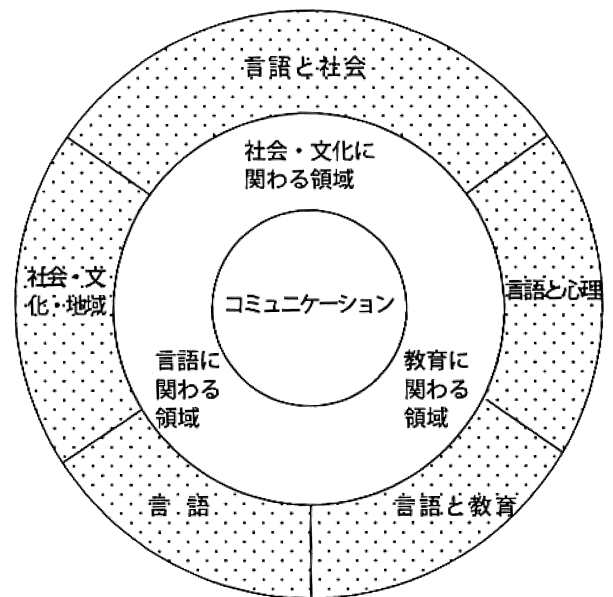 言語と社会
社会・文化に
関わる領域
社会・文
化・地域
コミュニケーション
言語と心理
言語に
関わる
領域
教育に
関わる
領域
言語
言語と教育